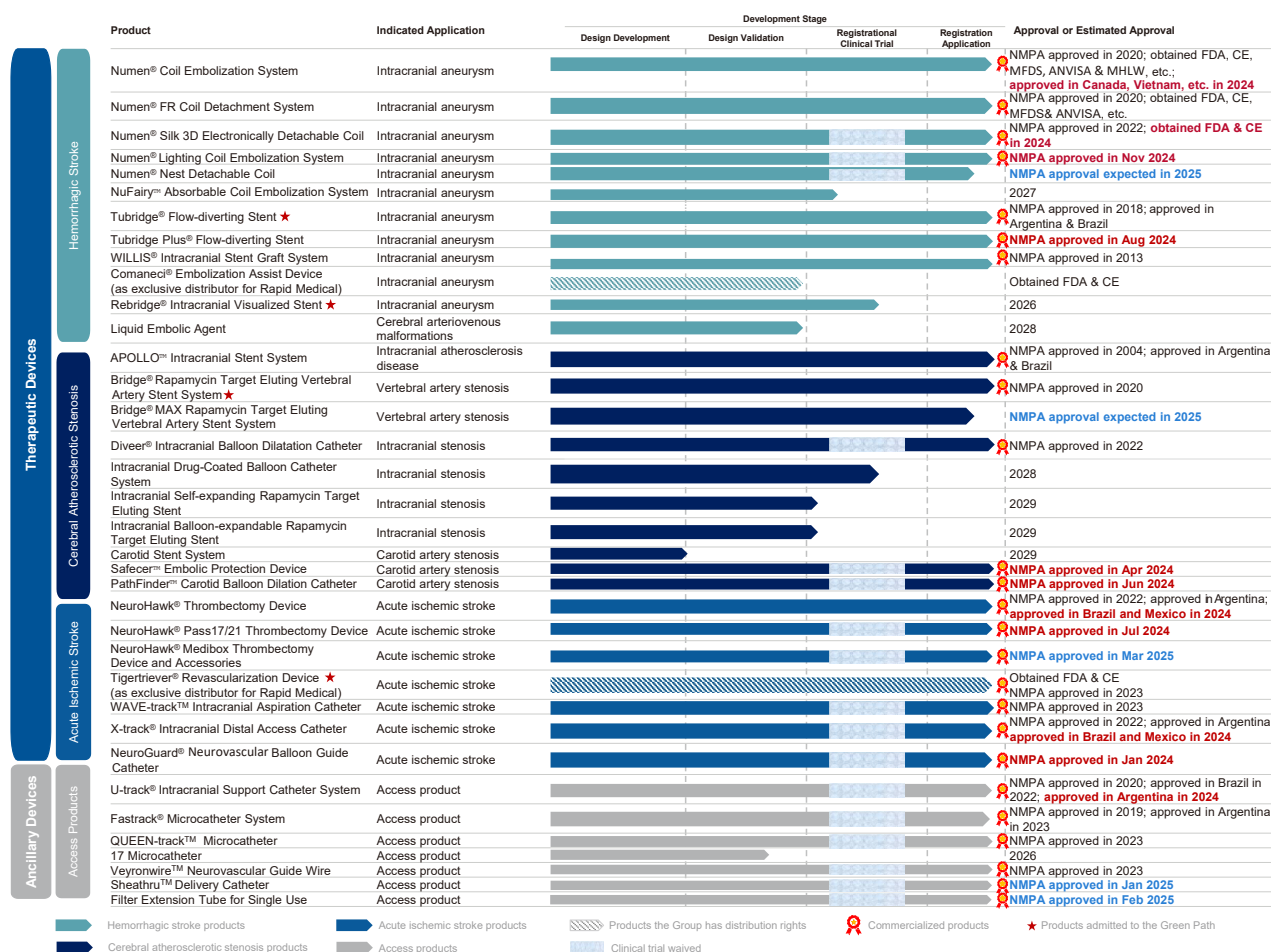 Development Stage
Product Indicated Application Design Development Design Validation Registrational Clinical Trial Registration Application Approval or Estimated Approval
Therapeutic Devices
Hemorrhagic Stroke
Numen® Coil Embolization System Intracranial aneurysm NMPA approved in 2020; obtained FDA, CE,
MFDS, ANVISA & MHLW, etc.;
approved in Canada, Vietnam, etc. in 2024
Numen® FR Coil Detachment System Intracranial aneurysm NMPA approved in 2020; obtained FDA, CE,
MFDS& ANVISA, etc.
Numen® Silk 3D Electronically Detachable Coil Intracranial aneurysm NMPA approved in 2022; obtained FDA & CE
in 2024
Numen® Lighting Coil Embolization System Intracranial aneurysm NMPA approved in Nov 2024
Numen® Nest Detachable Coil Intracranial aneurysm NMPA approval expected in 2025
NuFairy™ Absorbable Coil Embolization System Intracranial aneurysm 2027
Tubridge® Flow-diverting Stent ★ Intracranial aneurysm NMPA approved in 2018; approved in
Argentina & Brazil
Tubridge Plus® Flow-diverting Stent Intracranial aneurysm NMPA approved in Aug 2024
WILLIS® Intracranial Stent Graft System Intracranial aneurysm NMPA approved in 2013
Comaneci® Embolization Assist Device
(as exclusive distributor for Rapid Medical) Intracranial aneurysm Obtained FDA & CE
Rebridge® Intracranial Visualized Stent ★ Intracranial aneurysm 2026
Liquid Embolic Agent Cerebral arteriovenous
malformations 2028
Cerebral Atherosclerotic Stenosis
APOLLO™ Intracranial Stent System Intracranial atherosclerosis
disease NMPA approved in 2004; approved in Argentina
& Brazil
Bridge® Rapamycin Target Eluting Vertebral
Artery Stent System★ Vertebral artery stenosis NMPA approved in 2020
Bridge® MAX Rapamycin Target Eluting
Vertebral Artery Stent System Vertebral artery stenosis NMPA approval expected in 2025
Diveer® Intracranial Balloon Dilatation Catheter Intracranial stenosis NMPA approved in 2022
Intracranial Drug-Coated Balloon Catheter
System Intracranial stenosis 2028
Intracranial Self-expanding Rapamycin Target
Eluting Stent Intracranial stenosis 2029
Intracranial Balloon-expandable Rapamycin
Target Eluting Stent Intracranial stenosis 2029
Carotid Stent System Carotid artery stenosis 2029
Safecer™ Embolic Protection Device Carotid artery stenosis NMPA approved in Apr 2024
PathFinder™ Carotid Balloon Dilation Catheter Carotid artery stenosis NMPA approved in Jun 2024
Acute Ischemic Stroke
NeuroHawk® Thrombectomy Device Acute ischemic stroke NMPA approved in 2022; approved in Argentina;
approved in Brazil and Mexico in 2024
NeuroHawk® Pass17/21 Thrombectomy Device Acute ischemic stroke NMPA approved in Jul 2024
NeuroHawk® Medibox Thrombectomy
Device and Accessories Acute ischemic stroke NMPA approved in Mar 2025
Tigertriever® Revascularization Device ★
(as exclusive distributor for Rapid Medical) Acute ischemic stroke Obtained FDA & CE
NMPA approved in 2023
WAVE-track™ Intracranial Aspiration Catheter Acute ischemic stroke NMPA approved in 2023
X-track® Intracranial Distal Access Catheter Acute ischemic stroke NMPA approved in 2022; approved in Argentina
approved in Brazil and Mexico in 2024
NeuroGuard® Neurovascular Balloon Guide
Catheter Acute ischemic stroke NMPA approved in Jan 2024
Ancillary Devices
Access Products
U-track® Intracranial Support Catheter System Access product NMPA approved in 2020; approved in Brazil in
2022; approved in Argentina in 2024
Fastrack® Microcatheter System Access product NMPA approved in 2019; approved in Argentina
in 2023
QUEEN-track™ Microcatheter Access product NMPA approved in 2023
17 Microcatheter Access product 2026
Veyronwire™ Neurovascular Guide Wire Access product NMPA approved in 2023
Sheathru™ Delivery Catheter Access product NMPA approved in Jan 2025
Filter Extension Tube for Single Use Access product NMPA approved in Feb 2025
Hemorrhagic stroke products Acute ischemic stroke products Products the Group has distribution rights Commercialized products ★ Products admitted to the Green Path
Cerebral atherosclerotic stenosis products Access products Clinical trial waived